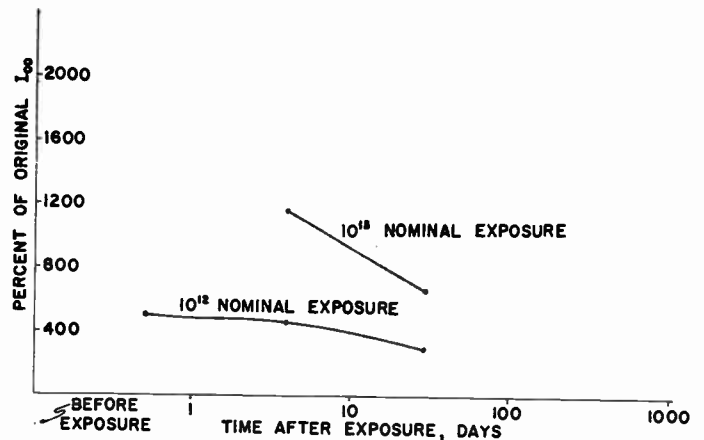 PERCENT OF ORIGINAL I∞
2000
1600
1200
800
400
10¹³ NOMINAL EXPOSURE
10¹² NOMINAL EXPOSURE
BEFORE
EXPOSURE
1
10
100
1000
TIME AFTER EXPOSURE, DAYS